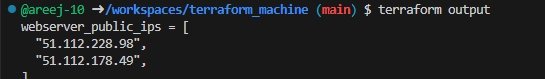 @areej-10 ➜/workspaces/terraform_machine (main) $ terraform output
webserver_public_ips = [
"51.112.228.98",
"51.112.178.49",
]